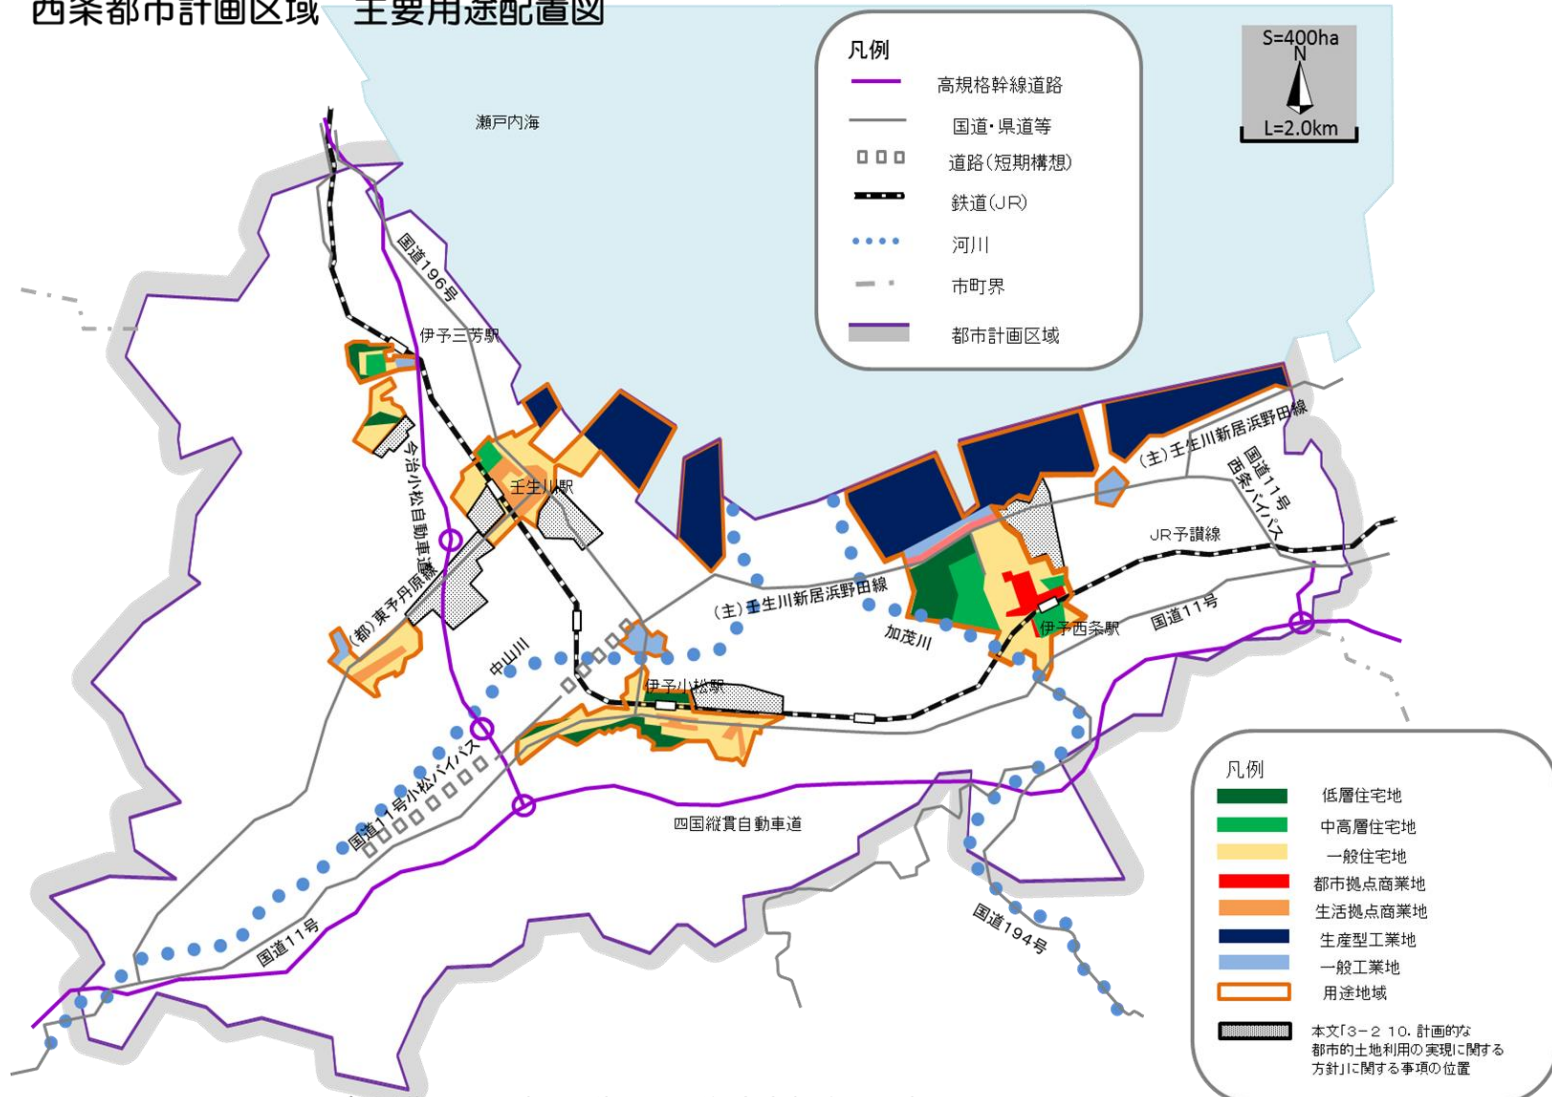 西条都市計画区域　主要用途配置図
凡例
高規格幹線道路
国道・県道等
道路(短期構想)
鉄道(JR)
河川
市町界
都市計画区域
S=400ha
N
L=2.0km
瀬戸内海
国道196号
伊予三芳駅
今治小松自動車道
壬生川駅
(都)東予丹原線
中山川
(主)壬生川新居浜野田線
(主)壬生川新居浜野田線
国道11号
西条バイパス
JR予讃線
加茂川
伊予西条駅
国道11号
伊予小松駅
国道11号小松バイパス
四国縦貫自動車道
国道11号
国道194号
凡例
低層住宅地
中高層住宅地
一般住宅地
都市拠点商業地
生活拠点商業地
生産型工業地
一般工業地
用途地域
本文「3-2 10. 計画的な
都市的土地利用の実現に関する
方針」に関する事項の位置